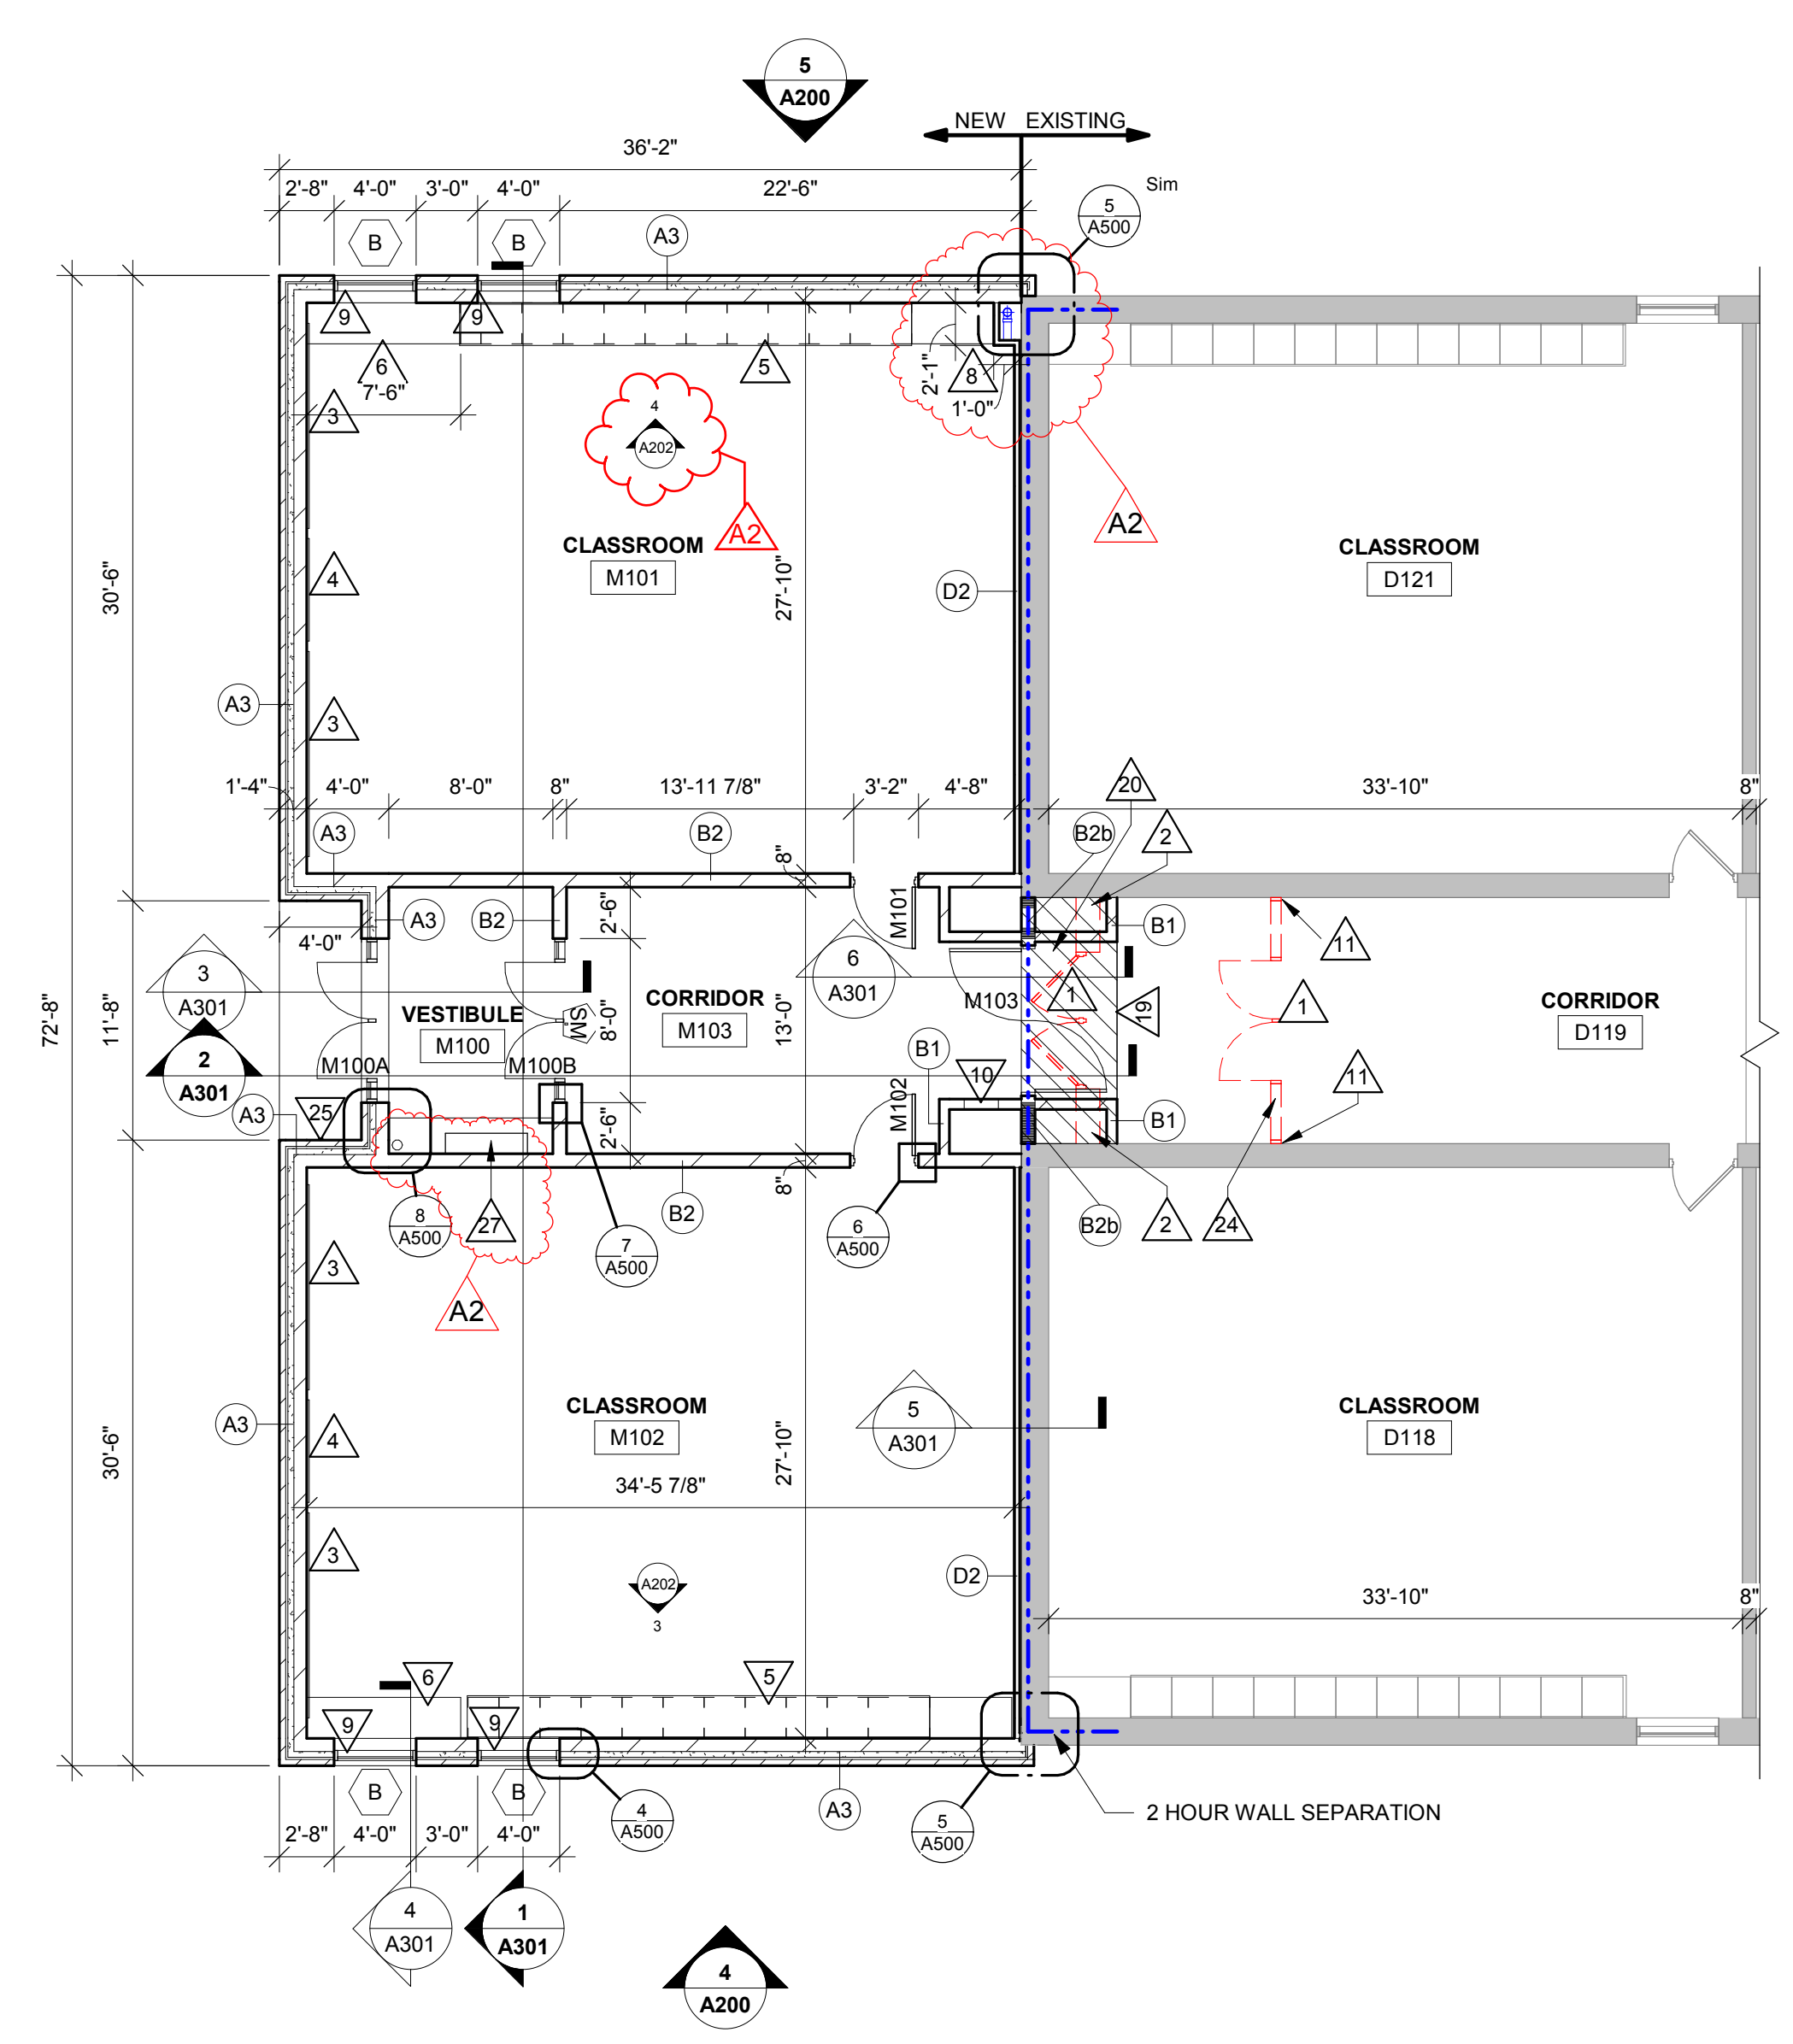 5
A200
NEW EXISTING
36'-2"
2'-8" 4'-0" 3'-0" 4'-0" 22'-6"
Sim
5
A500
B B A3
9 9
6 5 8
7'-6"
2'-1"
1'-0"
3
4
A202
A2 A2
CLASSROOM
M101
CLASSROOM
D121
30'-6"
4
27'-10"
D2
A3
3
1'-4" 4'-0" 8'-0" 8" 13'-11 7/8" 3'-2" 4'-8" 33'-10" 8"
20
A3 B2 B2b 2
8"
A3 B2 2'-6" M101 B1 11
4'-0"
3
A301
6
A301
72'-8"
11'-8"
VESTIBULE
M100
SM
8'-0"
CORRIDOR
M103
13'-0"
M103
1
19
1
CORRIDOR
D119
2
A301
M100A M100B
B1
10
11
A3
25
2'-6"
M102
B1
8"
8
A500
27
7
A500
B2
6
A500
B2b 2 24
3
A2
CLASSROOM
M102
5
A301
CLASSROOM
D118
A3
4
30'-6"
27'-10"
34'-5 7/8"
3
A202
3
D2
33'-10" 8"
6 5
9 9
B B
4
A500
A3
5
A500
2 HOUR WALL SEPARATION
2'-8" 4'-0" 3'-0" 4'-0"
4
A301
1
A301
4
A200